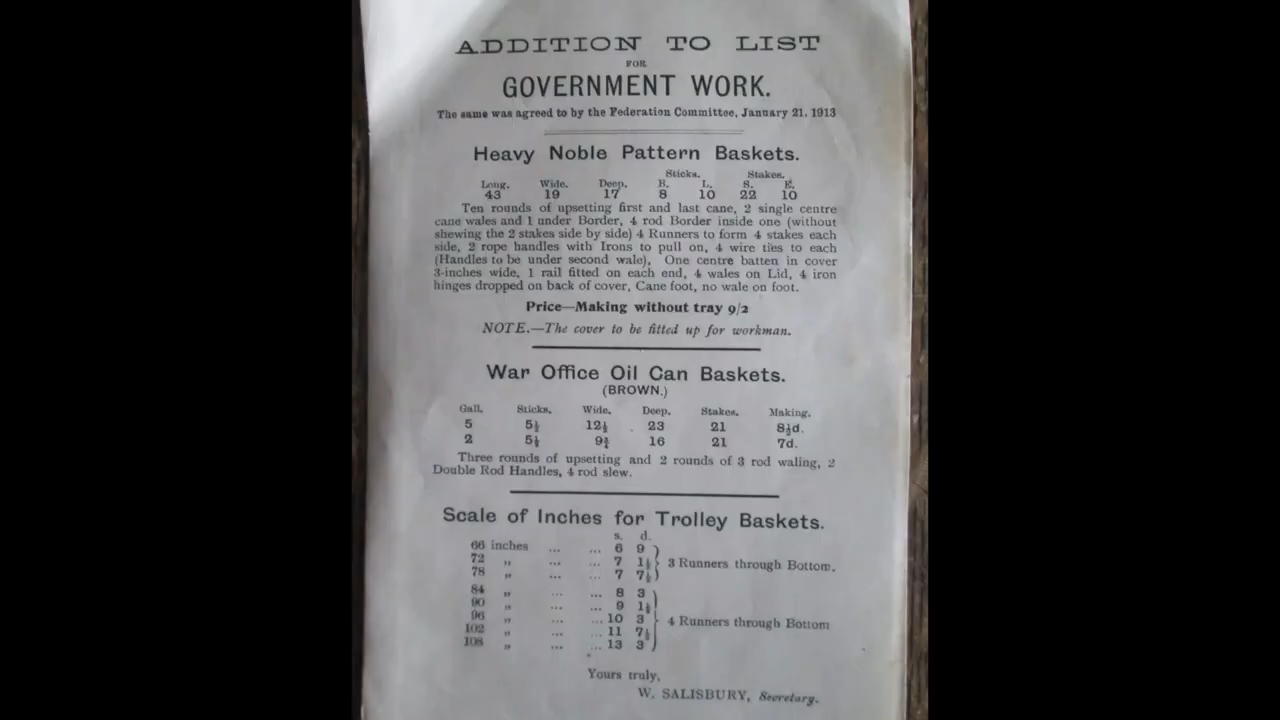 ADDITION TO LIST
FOR
GOVERNMENT WORK.
The same was agreed to by the Federation Committee, January 21, 1913
Heavy Noble Pattern Baskets.
Sticks. Stakes.
Long. Wide. Deep. B. L. S. E.
43 19 17 8 10 22 10
Ten rounds of upsetting first and last cane, 2 single centre
cane wales and 1 under Border, 4 rod Border inside one (without
shewing the 2 stakes side by side) 4 Runners to form 4 stakes each
side, 2 rope handles with Irons to pull on, 4 wire ties to each
(Handles to be under second wale), One centre batten in cover
3-inches wide, 1 rail fitted on each end, 4 wales on Lid, 4 iron
hinges dropped on back of cover, Cane foot, no wale on foot.
Price—Making without tray 9/2
NOTE.—The cover to be fitted up for workman.
War Office Oil Can Baskets.
(BROWN.)
Gall. Sticks. Wide. Deep. Stakes. Making.
5 5½ 12½ 23 21 8½d.
2 5½ 9¾ 16 21 7d.
Three rounds of upsetting and 2 rounds of 3 rod waling, 2
Double Rod Handles, 4 rod slew.
Scale of Inches for Trolley Baskets.
s. d.
66 inches ... ... 6 9
72 „ ... ... 7 1½ 3 Runners through Bottom.
78 „ ... ... 7 7½
84 „ ... ... 8 3
90 „ ... ... 9 1½
96 „ ... ... 10 3 4 Runners through Bottom
102 „ ... ... 11 7½
108 „ ... ... 13 3
Yours truly,
W. SALISBURY, Secretary.